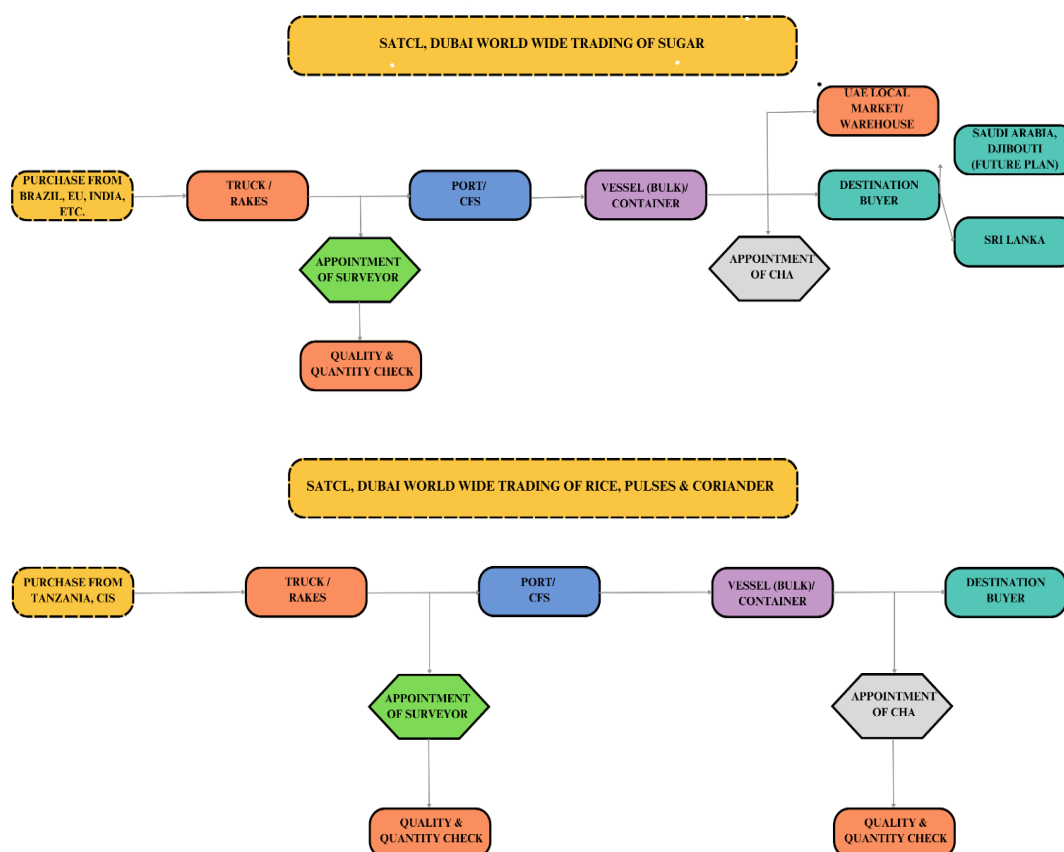 SATCL, DUBAI WORLD WIDE TRADING OF SUGAR
UAE LOCAL
MARKET/
WAREHOUSE
SAUDI ARABIA,
DJIBOUTI
(FUTURE PLAN)
PURCHASE FROM
BRAZIL, EU, INDIA,
ETC.
TRUCK /
RAKES
PORT/
CFS
VESSEL (BULK)/
CONTAINER
DESTINATION
BUYER
SRI LANKA
APPOINTMENT
OF SURVEYOR
APPOINTMENT
OF CHA
QUALITY &
QUANTITY CHECK
SATCL, DUBAI WORLD WIDE TRADING OF RICE, PULSES & CORIANDER
PURCHASE FROM
TANZANIA, CIS
TRUCK /
RAKES
PORT/
CFS
VESSEL (BULK)/
CONTAINER
DESTINATION
BUYER
APPOINTMENT
OF SURVEYOR
APPOINTMENT
OF CHA
QUALITY &
QUANTITY CHECK
QUALITY &
QUANTITY CHECK